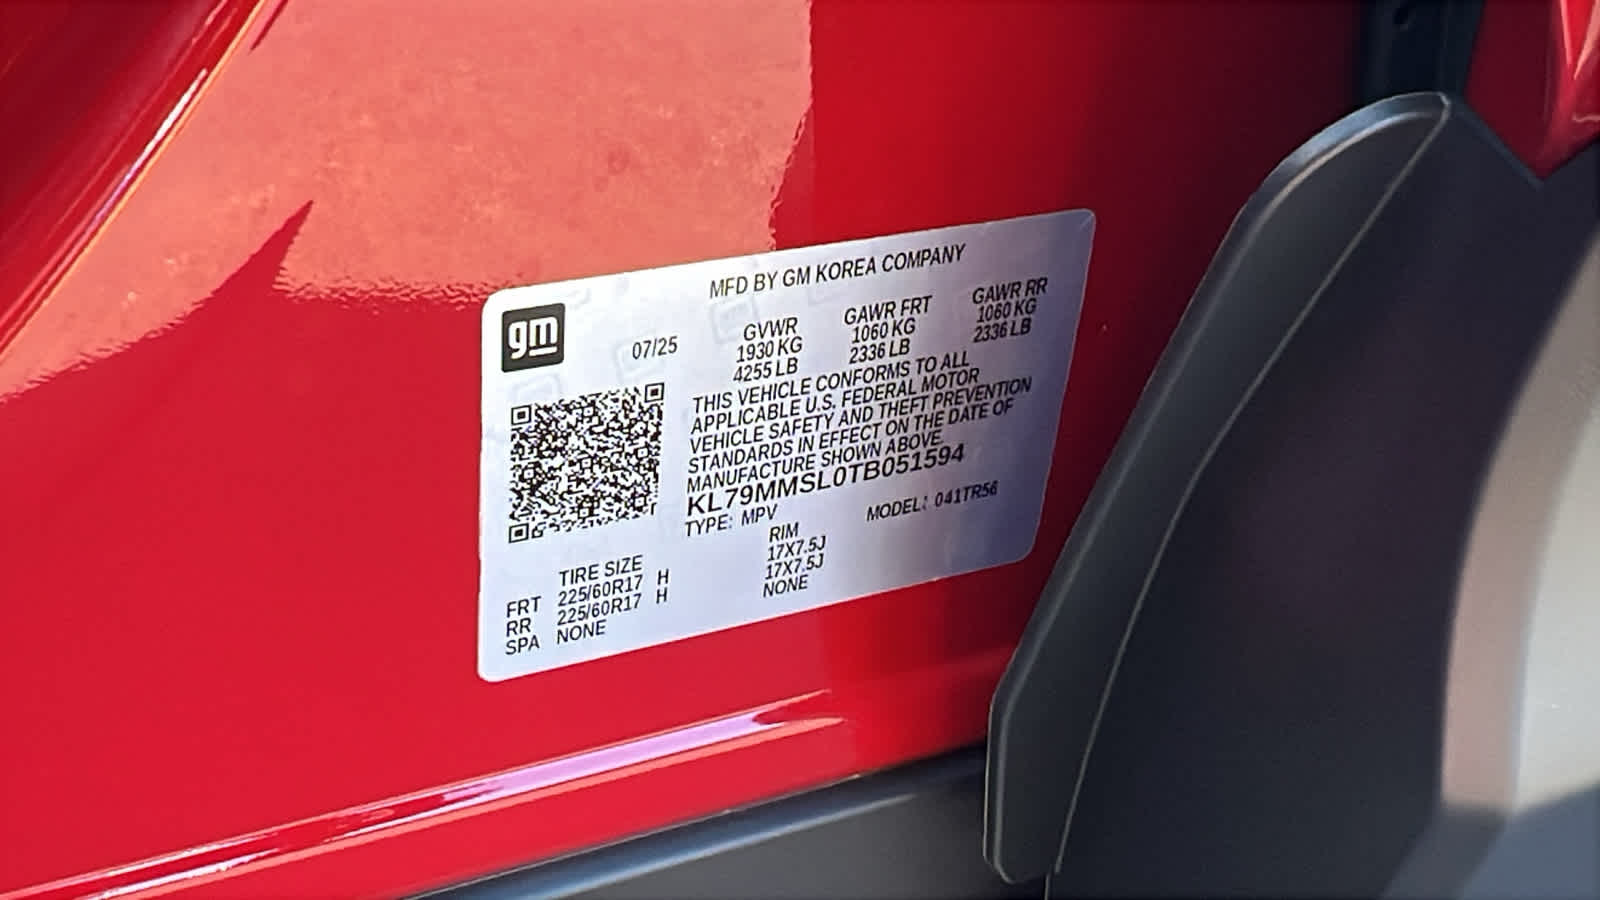 MFD BY GM KOREA COMPANY
gm
07/25
GVWR
1930 KG
4255 LB
GAWR FRT
1060 KG
2336 LB
GAWR RR
1060 KG
2336 LB
THIS VEHICLE CONFORMS TO ALL
APPLICABLE U.S. FEDERAL MOTOR
VEHICLE SAFETY AND THEFT PREVENTION
STANDARDS IN EFFECT ON THE DATE OF
MANUFACTURE SHOWN ABOVE.
KL79MMSL0TB051594
TYPE: MPV MODEL: 041TR56
TIRE SIZE RIM
FRT 225/60R17 H 17X7.5J
RR 225/60R17 H 17X7.5J
SPA NONE NONE